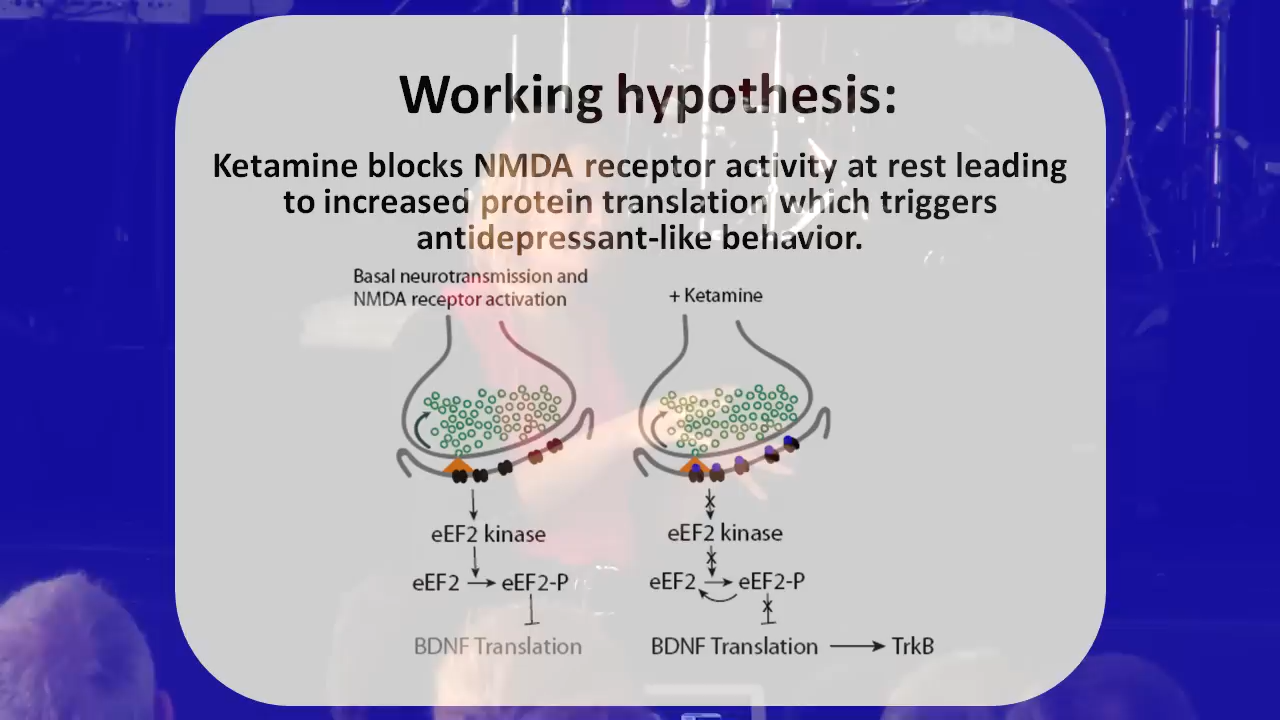 Working hypothesis:
Ketamine blocks NMDA receptor activity at rest leading
to increased protein translation which triggers
antidepressant-like behavior.
Basal neurotransmission and
NMDA receptor activation
+ Ketamine
eEF2 kinase
eEF2 kinase
eEF2
eEF2-P
eEF2
eEF2-P
BDNF Translation
BDNF Translation
TrkB